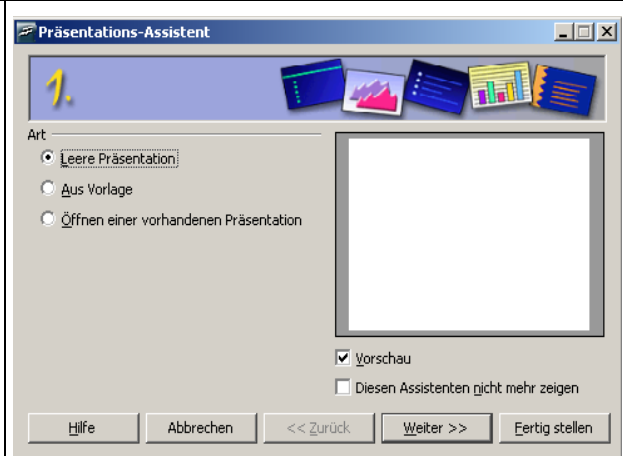 Präsentations-Assistent
1.
Art
Leere Präsentation
Aus Vorlage
Öffnen einer vorhandenen Präsentation
Vorschau
Diesen Assistenten nicht mehr zeigen
Hilfe Abbrechen << Zurück Weiter >> Fertig stellen